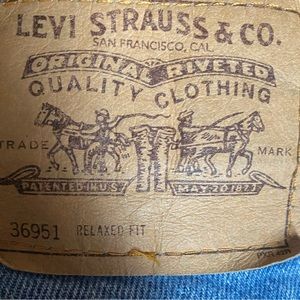 LEVI STRAUSS & CO.
SAN FRANCISCO, CAL.
ORIGINAL RIVETED
QUALITY CLOTHING
TRADE MARK
PATENTED IN U.S. MAY 20 1873
36951 RELAXED FIT